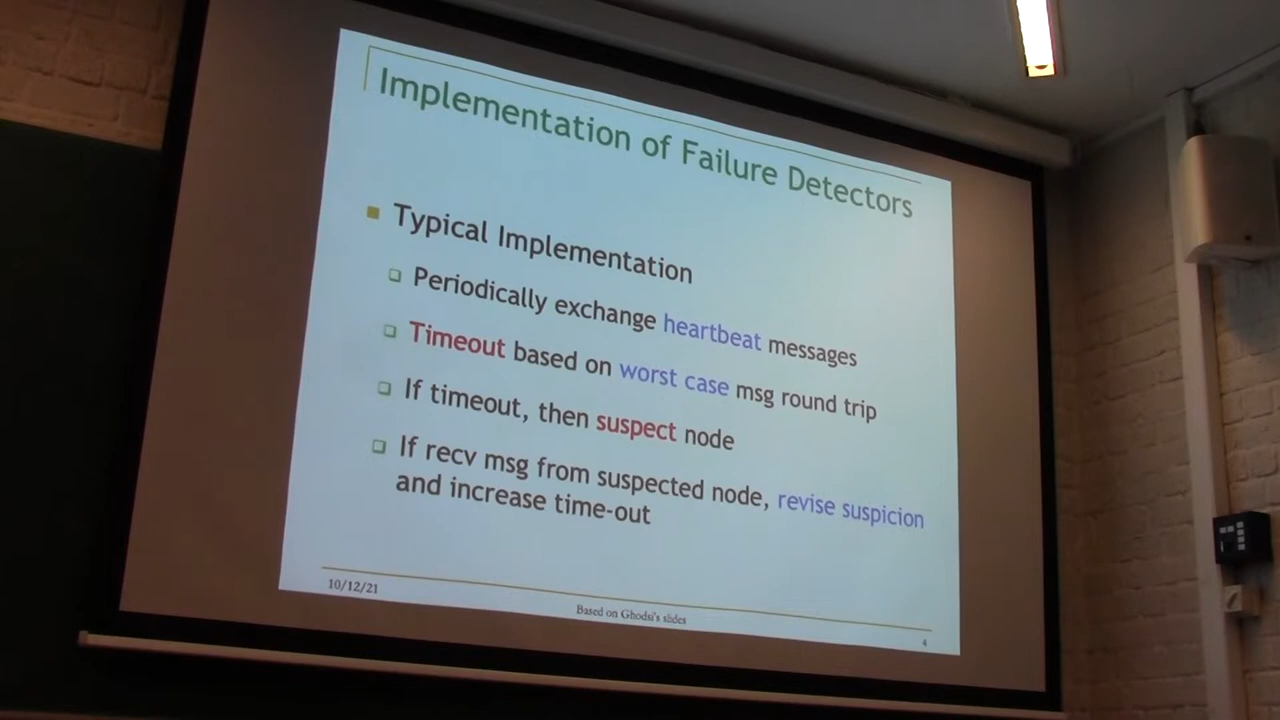 Implementation of Failure Detectors
Typical Implementation
Periodically exchange heartbeat messages
Timeout based on worst case msg round trip
If timeout, then suspect node
If recv msg from suspected node, revise suspicion
and increase time-out
10/12/21
Based on Ghodsi's slides
4